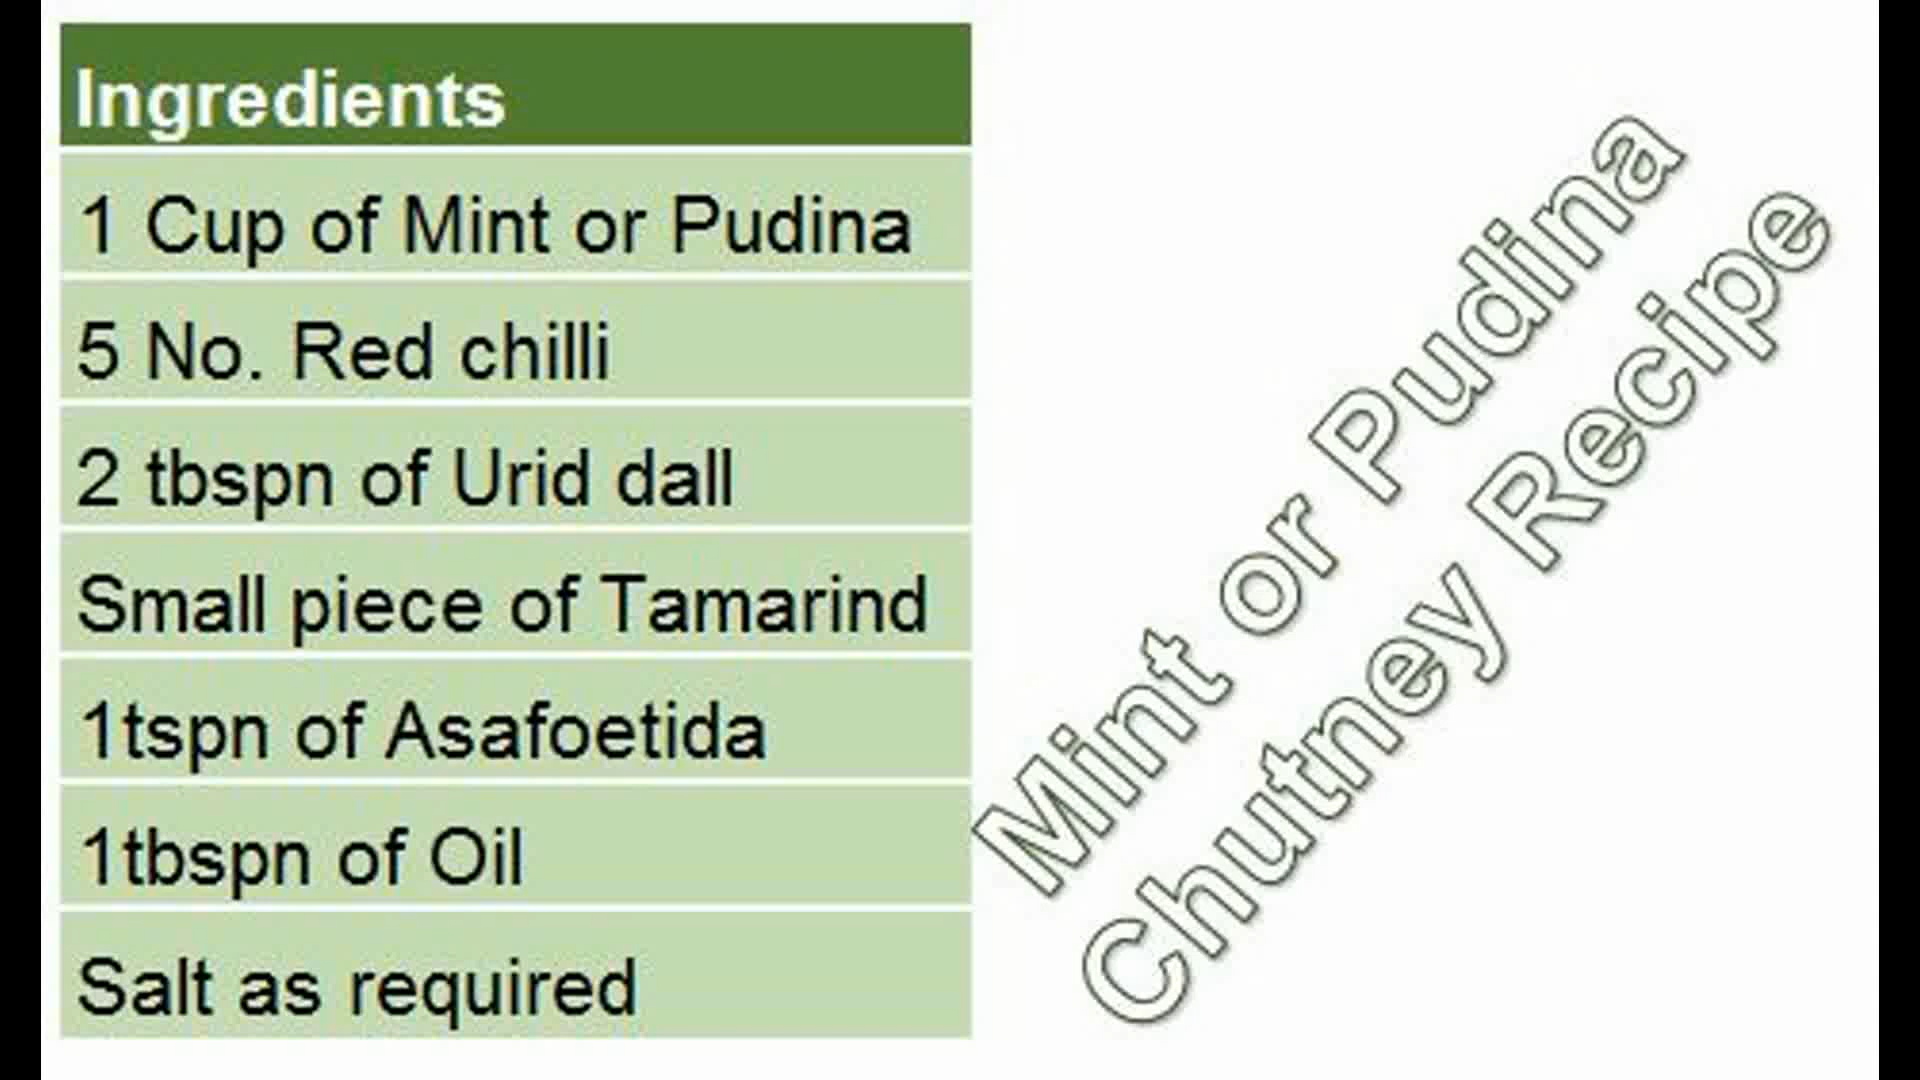 Ingredients
1 Cup of Mint or Pudina
5 No. Red chilli
2 tbspn of Urid dall
Small piece of Tamarind
1tspn of Asafoetida
1tbspn of Oil
Salt as required
Mint or Pudina
Chutney Recipe